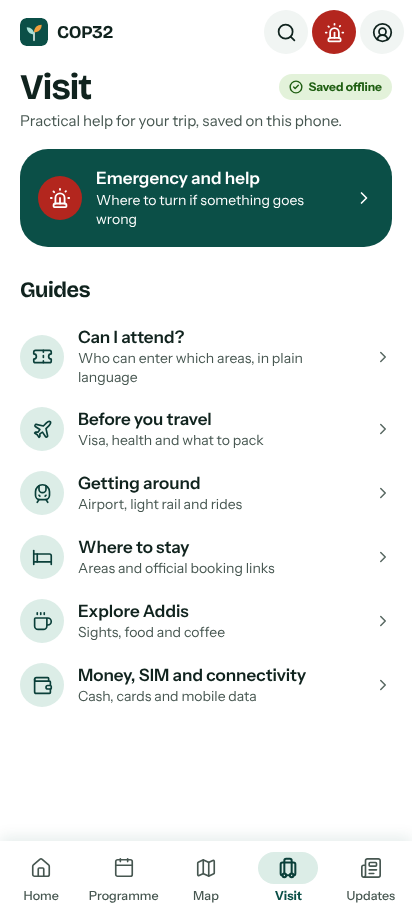 COP32
Visit
Saved offline
Practical help for your trip, saved on this phone.
Emergency and help
Where to turn if something goes
wrong
Guides
Can I attend?
Who can enter which areas, in plain
language
Before you travel
Visa, health and what to pack
Getting around
Airport, light rail and rides
Where to stay
Areas and official booking links
Explore Addis
Sights, food and coffee
Money, SIM and connectivity
Cash, cards and mobile data
Home
Programme
Map
Visit
Updates